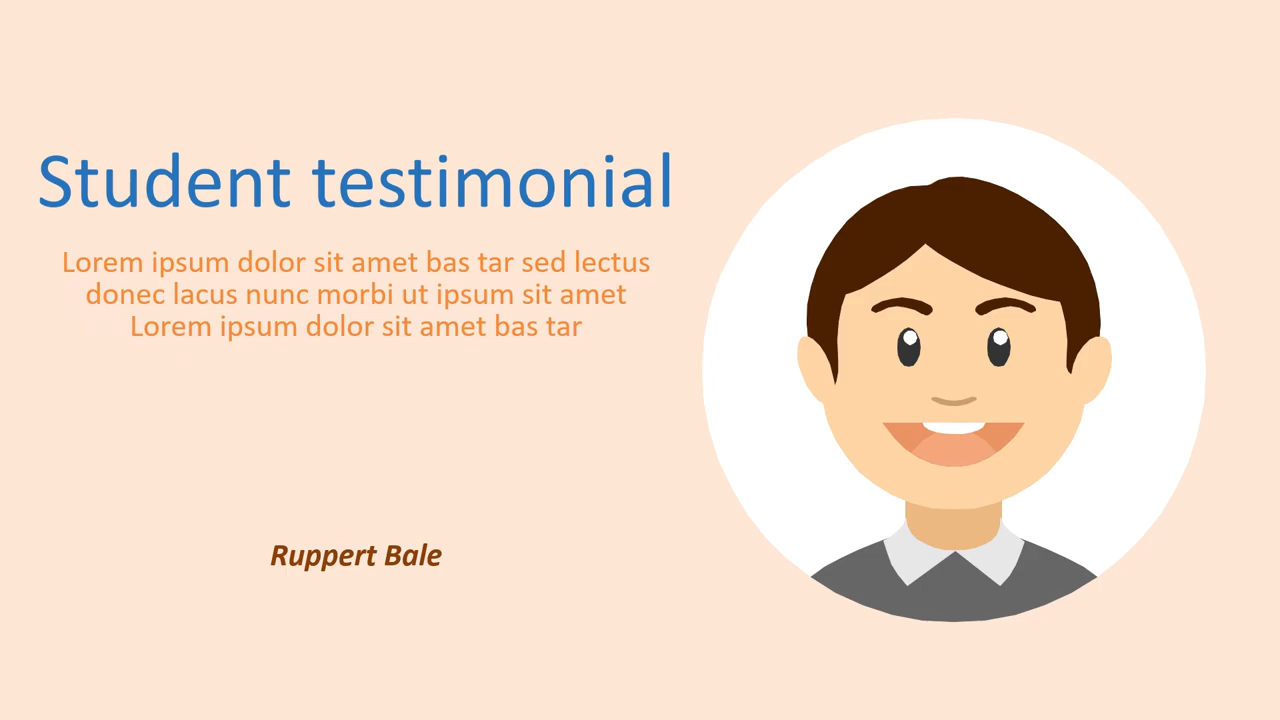 Student testimonial
Lorem ipsum dolor sit amet bas tar sed lectus
donec lacus nunc morbi ut ipsum sit amet
Lorem ipsum dolor sit amet bas tar
Ruppert Bale